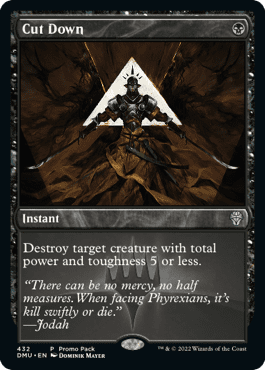 Cut Down
Instant
Destroy target creature with total
power and toughness 5 or less.
"There can be no mercy, no half
measures. When facing Phyrexians, it's
kill swiftly or die."
—Jodah
432 P Promo Pack
DMU • EN Dominik Mayer ™ & © 2022 Wizards of the Coast